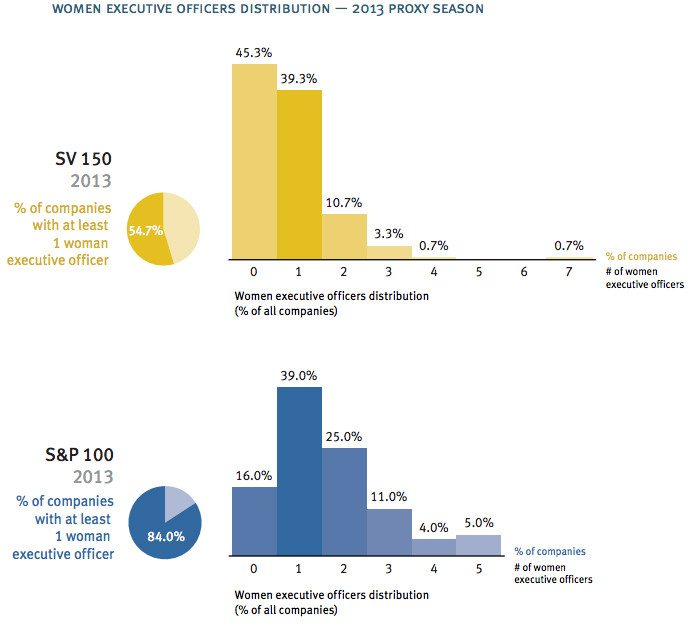 WOMEN EXECUTIVE OFFICERS DISTRIBUTION — 2013 PROXY SEASON
SV 150
2013
% of companies
with at least
1 woman
executive officer
54.7%
45.3%
39.3%
10.7%
3.3%
0.7%
0.7%
0 1 2 3 4 5 6 7
% of companies
# of women
executive officers
Women executive officers distribution
(% of all companies)
S&P 100
2013
% of companies
with at least
1 woman
executive officer
84.0%
16.0%
39.0%
25.0%
11.0%
4.0%
5.0%
0 1 2 3 4 5
% of companies
# of women
executive officers
Women executive officers distribution
(% of all companies)